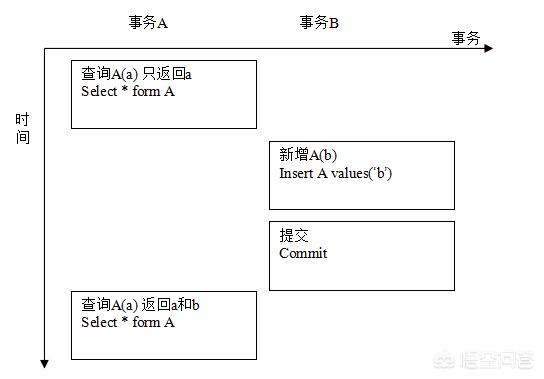 事务A
事务B
事务
时
间
查询A(a) 只返回a
Select * form A
新增A(b)
Insert A values(‘b’)
提交
Commit
查询A(a) 返回a和b
Select * form A
悟空问答